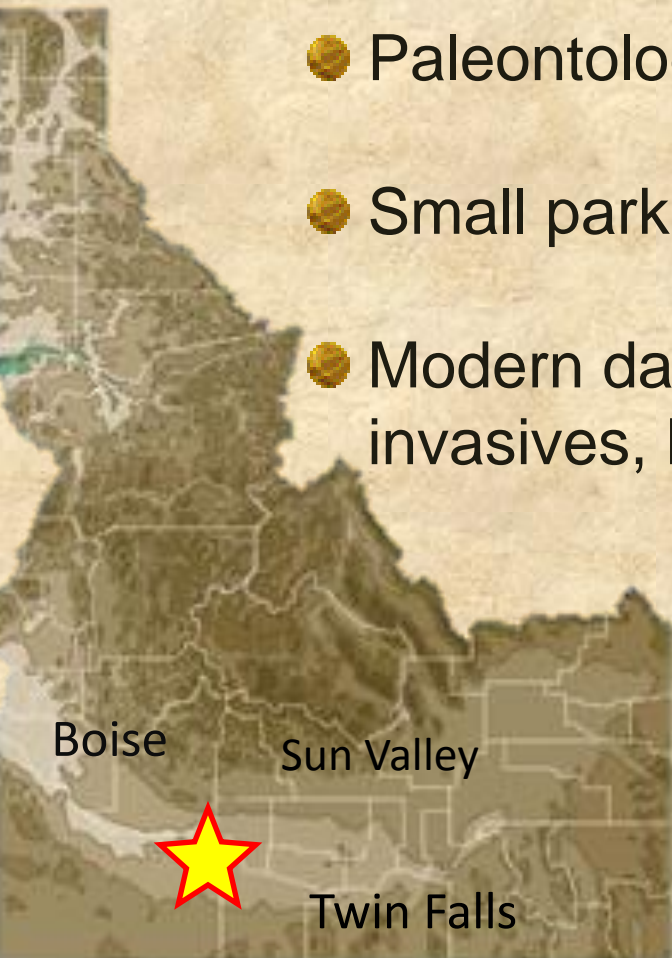 Paleontolo
Small park
Modern da
invasives,
Boise
Sun Valley
Twin Falls